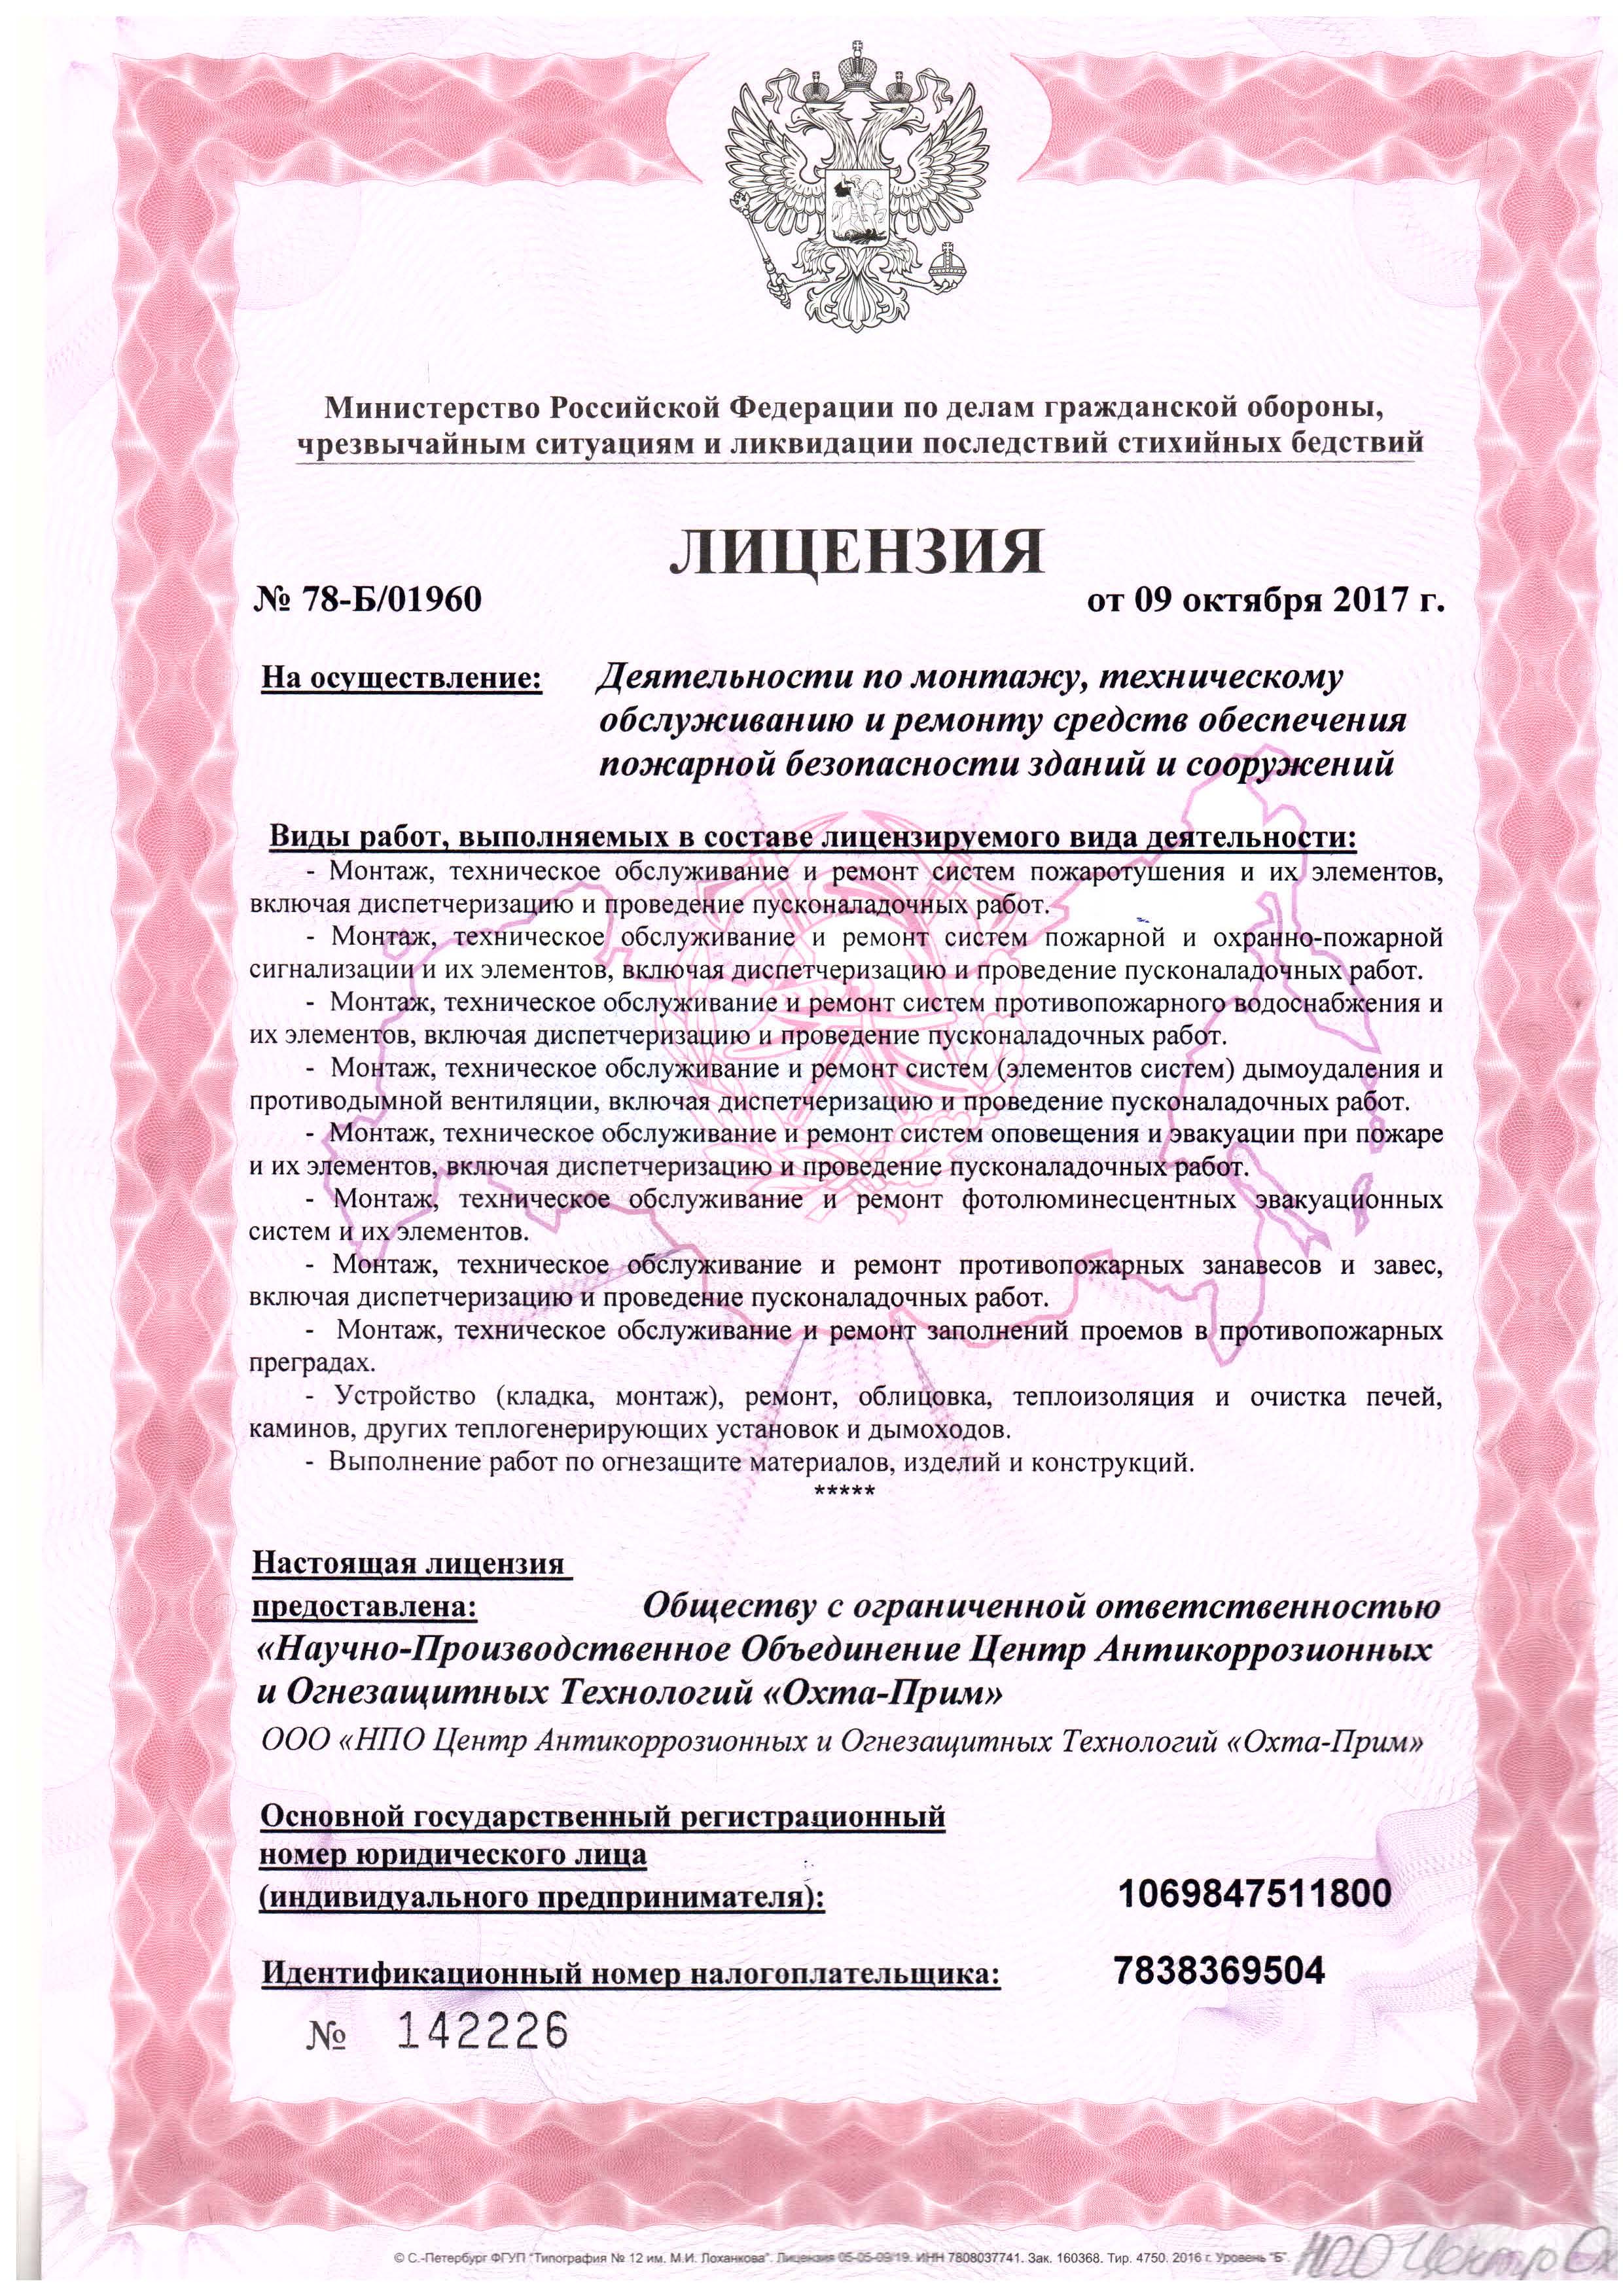 Министерство Российской Федерации по делам гражданской обороны,
чрезвычайным ситуациям и ликвидации последствий стихийных бедствий
ЛИЦЕНЗИЯ
№ 78-Б/01960 от 09 октября 2017 г.
На осуществление: Деятельности по монтажу, техническому
обслуживанию и ремонту средств обеспечения
пожарной безопасности зданий и сооружений
Виды работ, выполняемых в составе лицензируемого вида деятельности:
- Монтаж, техническое обслуживание и ремонт систем пожаротушения и их элементов,
включая диспетчеризацию и проведение пусконаладочных работ.
- Монтаж, техническое обслуживание и ремонт систем пожарной и охранно-пожарной
сигнализации и их элементов, включая диспетчеризацию и проведение пусконаладочных работ.
- Монтаж, техническое обслуживание и ремонт систем противопожарного водоснабжения и
их элементов, включая диспетчеризацию и проведение пусконаладочных работ.
- Монтаж, техническое обслуживание и ремонт систем (элементов систем) дымоудаления и
противодымной вентиляции, включая диспетчеризацию и проведение пусконаладочных работ.
- Монтаж, техническое обслуживание и ремонт систем оповещения и эвакуации при пожаре
и их элементов, включая диспетчеризацию и проведение пусконаладочных работ.
- Монтаж, техническое обслуживание и ремонт фотолюминесцентных эвакуационных
систем и их элементов.
- Монтаж, техническое обслуживание и ремонт противопожарных занавесов и завес,
включая диспетчеризацию и проведение пусконаладочных работ.
- Монтаж, техническое обслуживание и ремонт заполнений проемов в противопожарных
преградах.
- Устройство (кладка, монтаж), ремонт, облицовка, теплоизоляция и очистка печей,
каминов, других теплогенерирующих установок и дымоходов.
- Выполнение работ по огнезащите материалов, изделий и конструкций.
*****
Настоящая лицензия
предоставлена: Обществу с ограниченной ответственностью
«Научно-Производственное Объединение Центр Антикоррозионных
и Огнезащитных Технологий «Охта-Прим»
ООО «НПО Центр Антикоррозионных и Огнезащитных Технологий «Охта-Прим»
Основной государственный регистрационный
номер юридического лица
(индивидуального предпринимателя): 1069847511800
Идентификационный номер налогоплательщика: 7838369504
№ 142226
© С.-Петербург ФГУП "Типография № 12 им. М.И. Лоханкова". Лицензия 05-05-09/19. ИНН 7808037741. Зак. 160368. Тир. 4750. 2016 г. Уровень "Б".
НПО Центр Ох